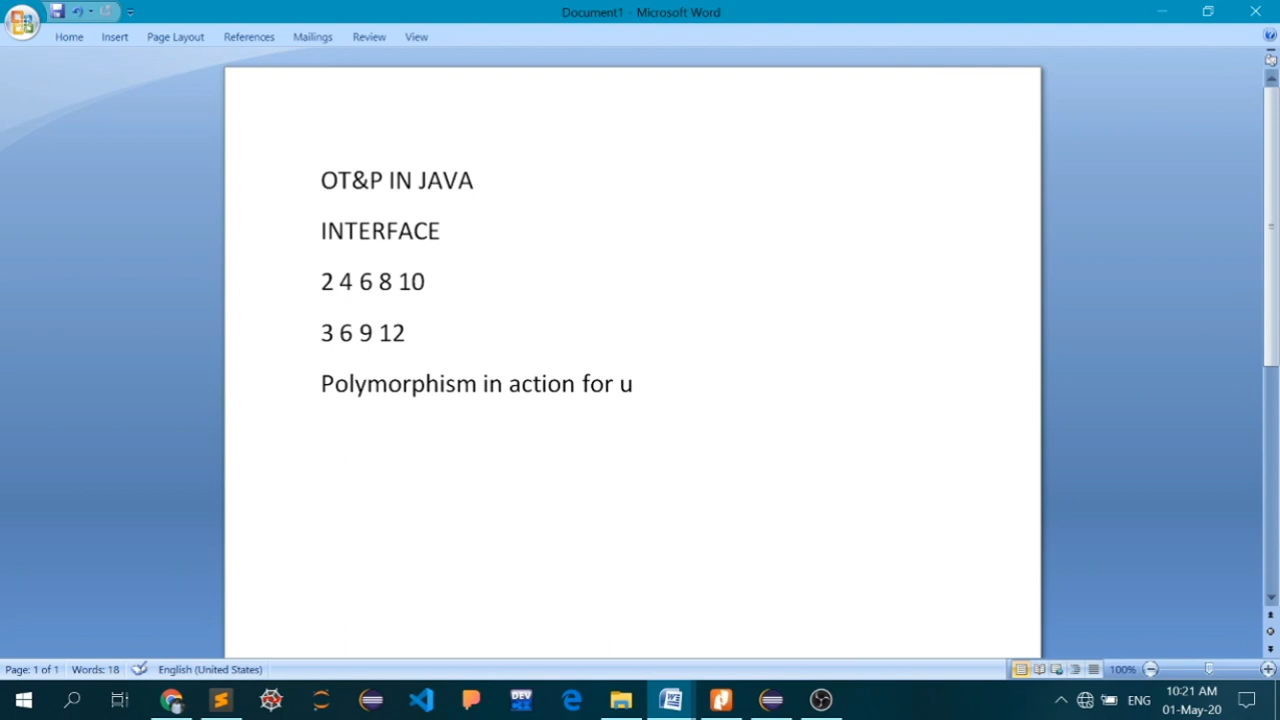 Document1 - Microsoft Word
Home Insert Page Layout References Mailings Review View
OT&P IN JAVA
INTERFACE
2 4 6 8 10
3 6 9 12
Polymorphism in action for u
Page: 1 of 1 Words: 18 English (United States) 100%
DEV
ENG 10:21 AM
01-May-20